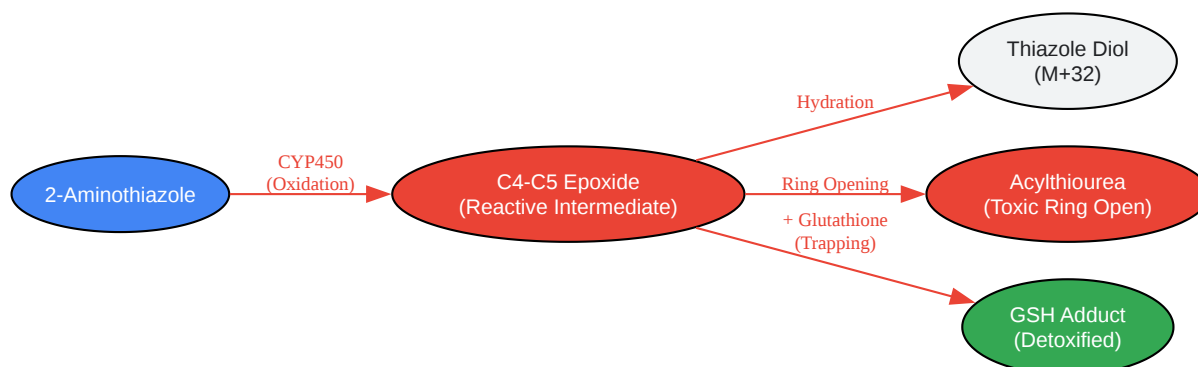 2-Aminothiazole
CYP450
(Oxidation)
C4-C5 Epoxide
(Reactive Intermediate)
Hydration
Thiazole Diol
(M+32)
Ring Opening
Acylthiourea
(Toxic Ring Open)
+ Glutathione
(Trapping)
GSH Adduct
(Detoxified)